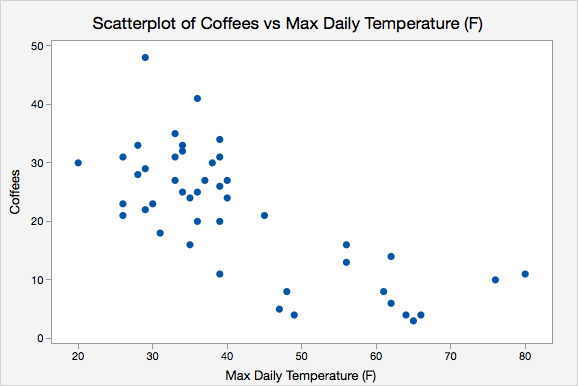 Scatterplot of Coffees vs Max Daily Temperature (F)
50
40
30
20
10
0
Coffees
20 30 40 50 60 70 80
Max Daily Temperature (F)